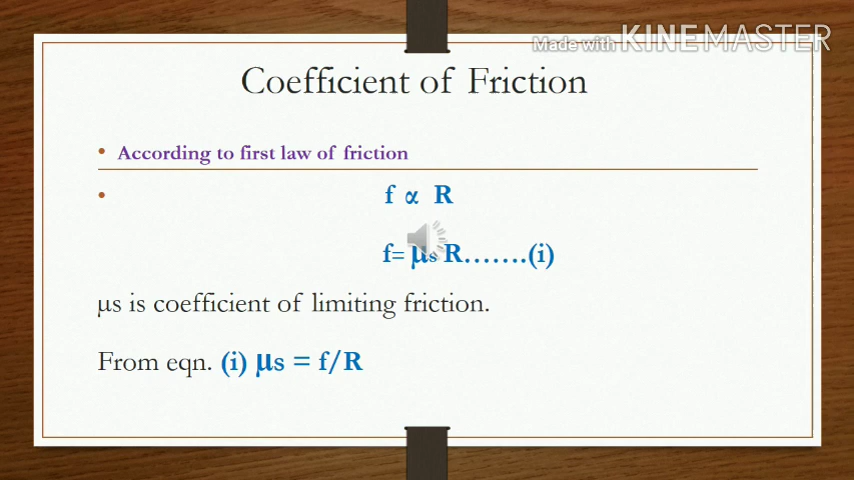 Made with KINEMASTER
Coefficient of Friction
• According to first law of friction
• f ∝ R
f= μs R.......(i)
μs is coefficient of limiting friction.
From eqn. (i) μs = f/R